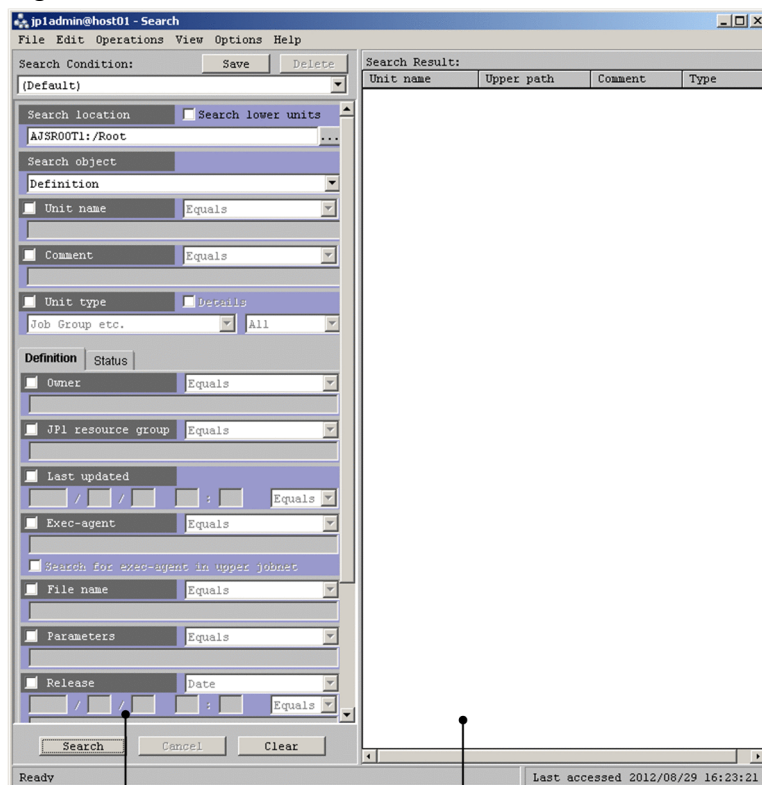 jp1admin@host01 - Search
File Edit Operations View Options Help
Search Condition: Save Delete
(Default)
Search location Search lower units
AJSROOT1:/Root ...
Search object
Definition
Unit name Equals
Comment Equals
Unit type Details
Job Group etc. All
Definition Status
Owner Equals
JP1 resource group Equals
Last updated
/ / : Equals
Exec-agent Equals
Search for exec-agent in upper jobnet
File name Equals
Parameters Equals
Release Date
/ / : Equals
Search Cancel Clear
Search Result:
Unit name Upper path Comment Type
Ready Last accessed 2012/08/29 16:23:21